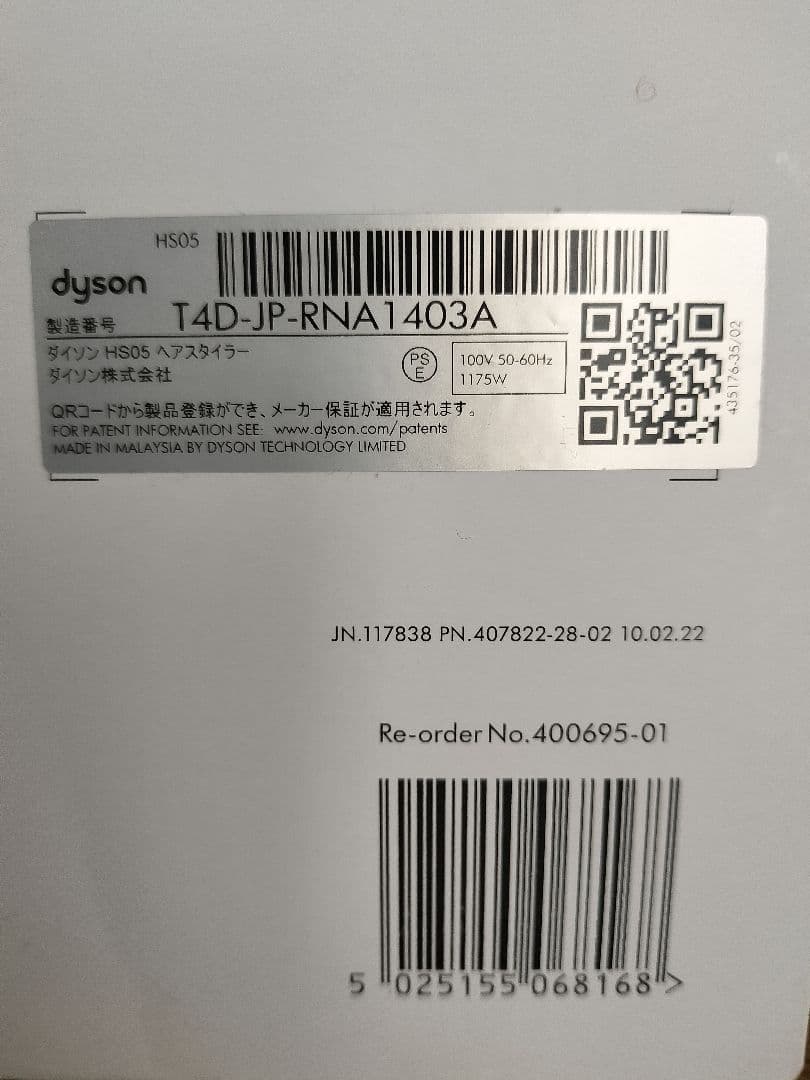 HS05
dyson
製造番号 T4D-JP-RNA1403A
ダイソン HS05 ヘアスタイラー
ダイソン株式会社
PS
E
100V 50-60Hz
1175W
435176-35/02
QRコードから製品登録ができ、メーカー保証が適用されます。
FOR PATENT INFORMATION SEE: www.dyson.com/patents
MADE IN MALAYSIA BY DYSON TECHNOLOGY LIMITED
JN.117838 PN.407822-28-02 10.02.22
Re-order No.400695-01
5 025155 068168 >